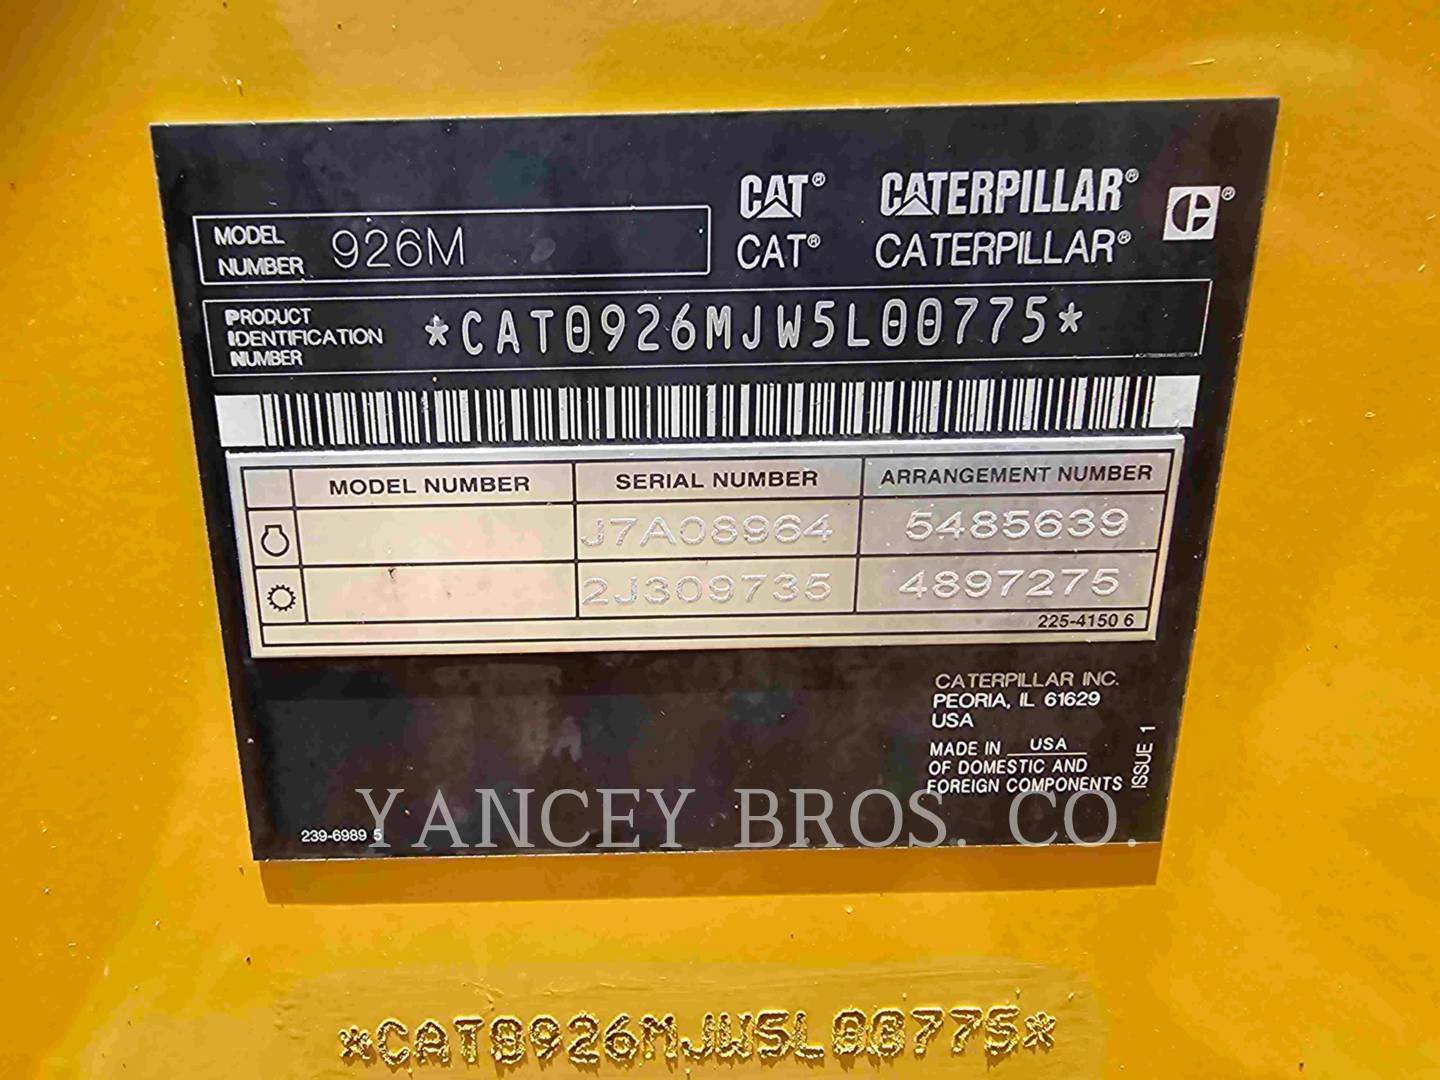 CAT® CATERPILLAR®
CAT® CATERPILLAR®
MODEL NUMBER 926M
PRODUCT IDENTIFICATION NUMBER *CAT0926MJW5L00775*
MODEL NUMBER SERIAL NUMBER ARRANGEMENT NUMBER
J7A08964 5485639
2J309735 4897275
225-4150 6
CATERPILLAR INC.
PEORIA, IL 61629
USA
MADE IN USA
OF DOMESTIC AND
FOREIGN COMPONENTS
ISSUE 1
239-6989 5
YANCEY BROS. CO.
*CAT0926MJW5L00775*